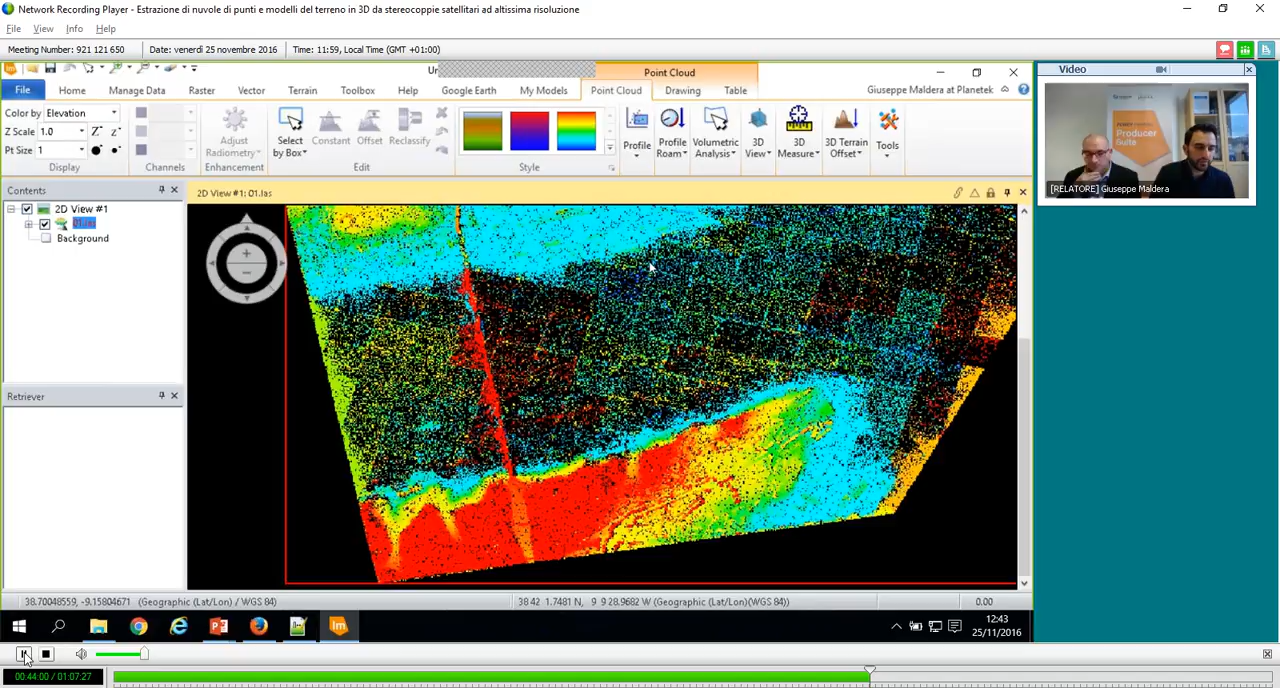 Network Recording Player - Estrazione di nuvole di punti e modelli del terreno in 3D da stereocoppie satellitari ad altissima risoluzione
File View Info Help
Meeting Number: 921 121 650 Date: venerdì 25 novembre 2016 Time: 11:59, Local Time (GMT +01:00)
Ur Point Cloud
File Home Manage Data Raster Vector Terrain Toolbox Help Google Earth My Models Point Cloud Drawing Table Giuseppe Maldera at Planetek
Color by Elevation
Z Scale 1.0 Z+ Z-
Pt Size 1
Adjust Radiometry
Select by Box
Constant Offset Reclassify
Profile
Profile Roam
Volumetric Analysis
3D View
3D Measure
3D Terrain Offset
Tools
Display Channels Enhancement Edit Style
Contents
2D View #1
01.las
Background
Retriever
2D View #1: 01.las
Video
Producer
Suite
[RELATORE] Giuseppe Maldera
38.70048559, -9.15804671 (Geographic (Lat/Lon) / WGS 84) 38 42 1.7481 N, 9 9 28.9682 W (Geographic (Lat/Lon)(WGS 84)) 0.00
12:43
25/11/2016
00:44:00 / 01:07:27